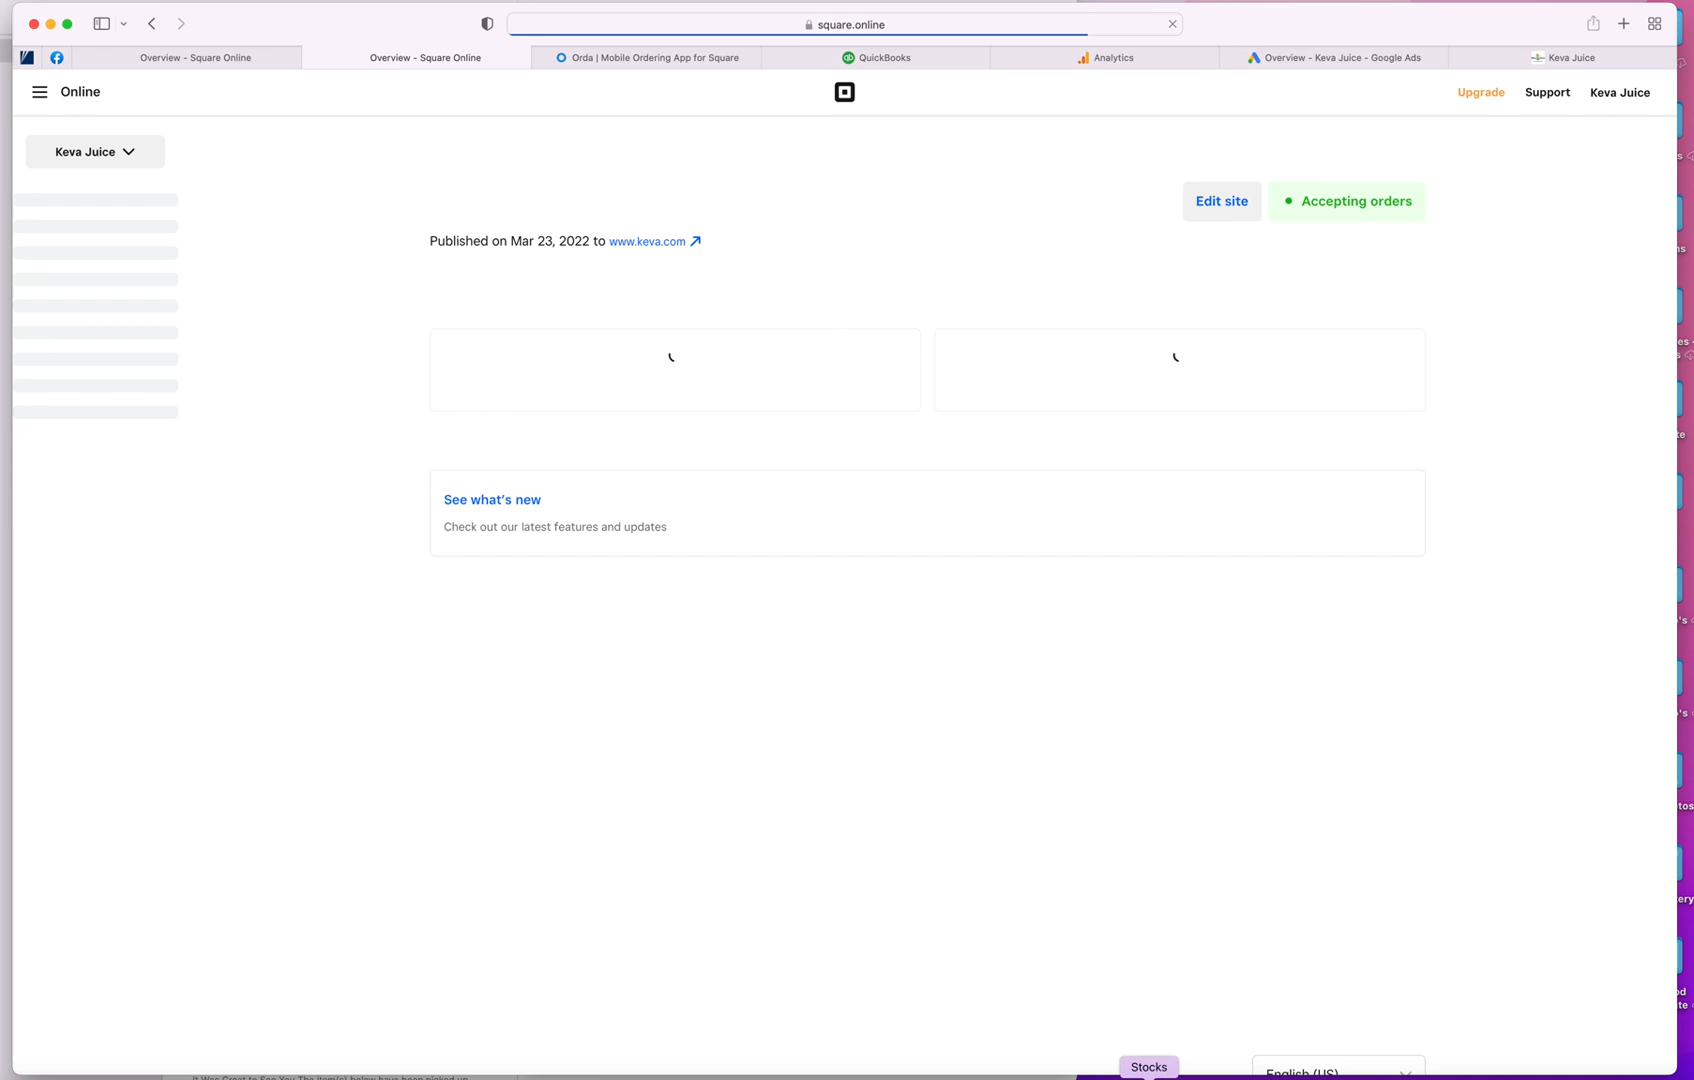 square.online
Overview - Square Online
Overview - Square Online
Orda | Mobile Ordering App for Square
QuickBooks
Analytics
Overview - Keva Juice - Google Ads
Keva Juice
Online
Upgrade
Support
Keva Juice
Keva Juice
Edit site
Accepting orders
Published on Mar 23, 2022 to www.keva.com
See what's new
Check out our latest features and updates
Stocks
English (US)